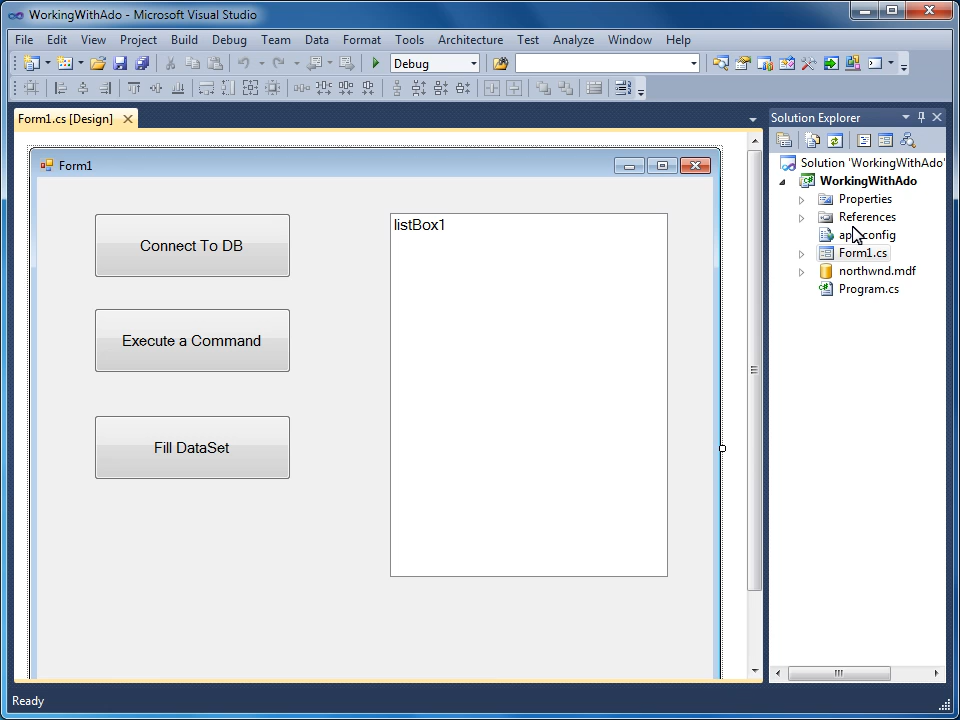 WorkingWithAdo - Microsoft Visual Studio
File Edit View Project Build Debug Team Data Format Tools Architecture Test Analyze Window Help
Debug
Form1.cs [Design]
Solution Explorer
Form1
Connect To DB
Execute a Command
Fill DataSet
listBox1
Solution 'WorkingWithAdo'
WorkingWithAdo
Properties
References
Form1.cs
northwnd.mdf
Program.cs
Ready